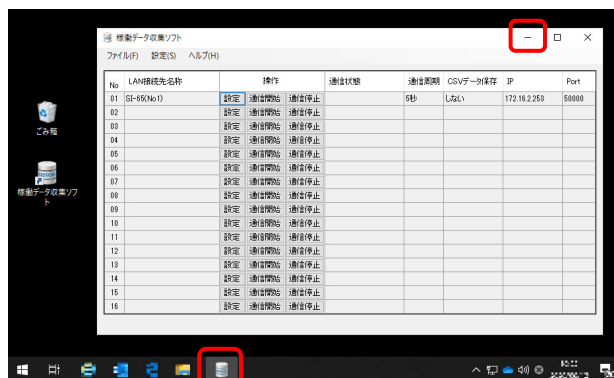 稼働データ収集ソフト
ファイル(F) 設定(S) ヘルプ(H)
No LAN接続先名称 操作 通信状態 通信周期 CSVデータ保存 IP Port
01 SI-65(No1) 設定 通信開始 通信停止 5秒 しない 172.16.2.253 50000
02 設定 通信開始 通信停止
03 設定 通信開始 通信停止
04 設定 通信開始 通信停止
05 設定 通信開始 通信停止
06 設定 通信開始 通信停止
07 設定 通信開始 通信停止
08 設定 通信開始 通信停止
09 設定 通信開始 通信停止
10 設定 通信開始 通信停止
11 設定 通信開始 通信停止
12 設定 通信開始 通信停止
13 設定 通信開始 通信停止
14 設定 通信開始 通信停止
15 設定 通信開始 通信停止
16 設定 通信開始 通信停止
ごみ箱
稼働データ収集ソフ
ト